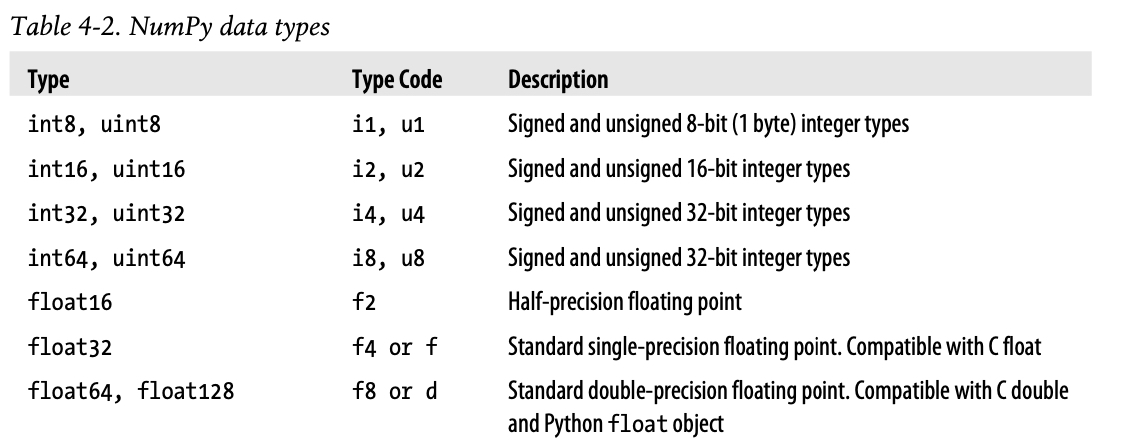 Table 4-2. NumPy data types
Type Type Code Description
int8, uint8 i1, u1 Signed and unsigned 8-bit (1 byte) integer types
int16, uint16 i2, u2 Signed and unsigned 16-bit integer types
int32, uint32 i4, u4 Signed and unsigned 32-bit integer types
int64, uint64 i8, u8 Signed and unsigned 32-bit integer types
float16 f2 Half-precision floating point
float32 f4 or f Standard single-precision floating point. Compatible with C float
float64, float128 f8 or d Standard double-precision floating point. Compatible with C double
and Python float object